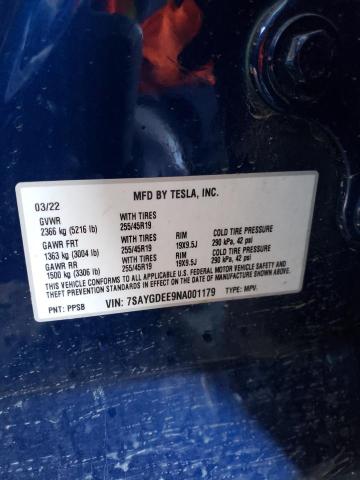 MFD BY TESLA, INC.
03/22
GVWR WITH TIRES
2366 kg (5216 lb) 255/45R19
GAWR FRT WITH TIRES RIM COLD TIRE PRESSURE
1363 kg (3004 lb) 255/45R19 19X9.5J 290 kPa, 42 psi
GAWR RR WITH TIRES RIM COLD TIRE PRESSURE
1500 kg (3306 lb) 255/45R19 19X9.5J 290 kPa, 42 psi
THIS VEHICLE CONFORMS TO ALL APPLICABLE U.S. FEDERAL MOTOR VEHICLE SAFETY AND
THEFT PREVENTION STANDARDS IN EFFECT ON THE DATE OF MANUFACTURE SHOWN ABOVE.
PNT: PPSB VIN: 7SAYGDEE9NA001179 TYPE: MPV.